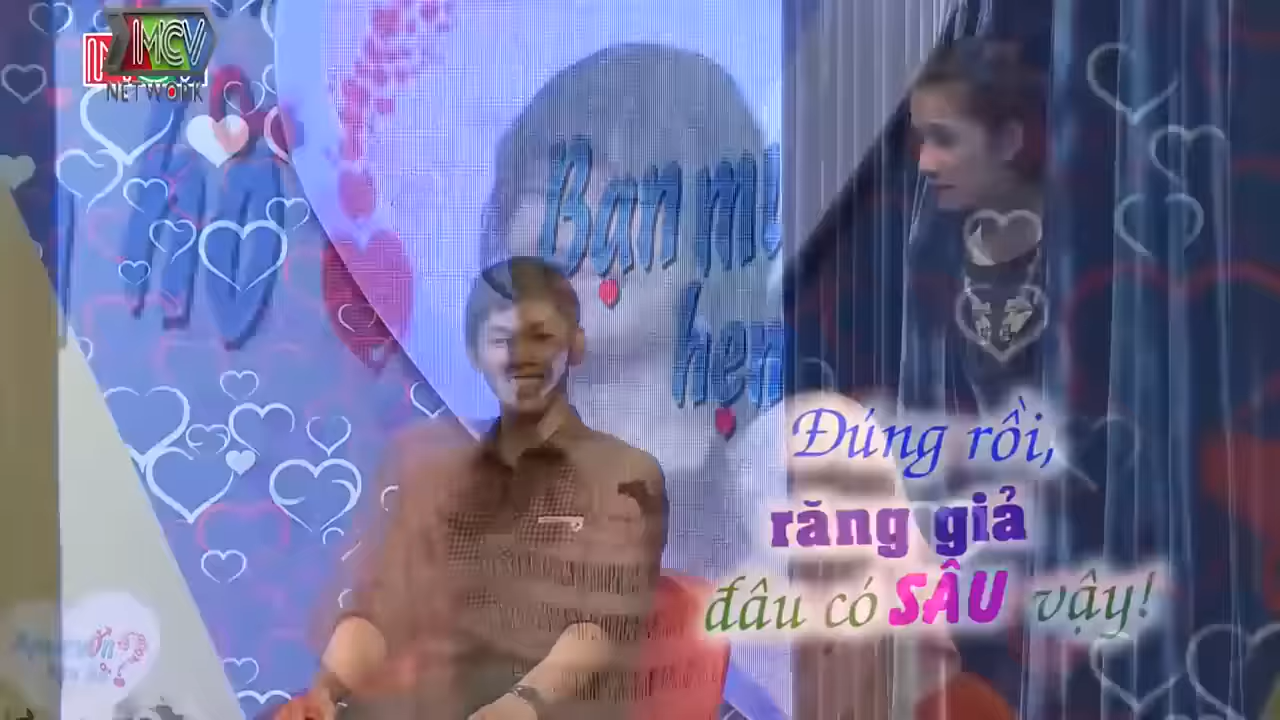 MCV
NETWORK
Bạn mu
hẹn
Đúng rồi,
răng giả
đâu có SÂU vậy!